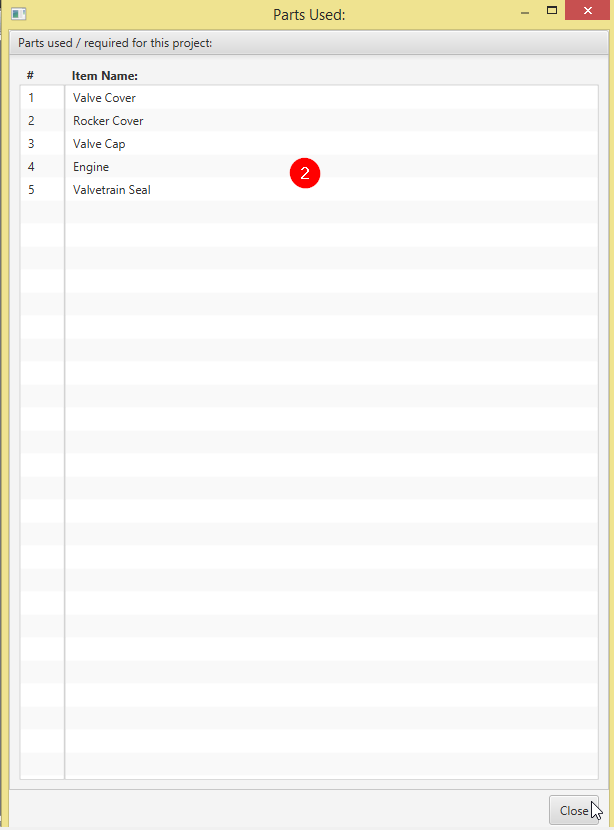 Parts Used:
Parts used / required for this project:
# Item Name:
1 Valve Cover
2 Rocker Cover
3 Valve Cap
4 Engine
2
5 Valvetrain Seal
Close